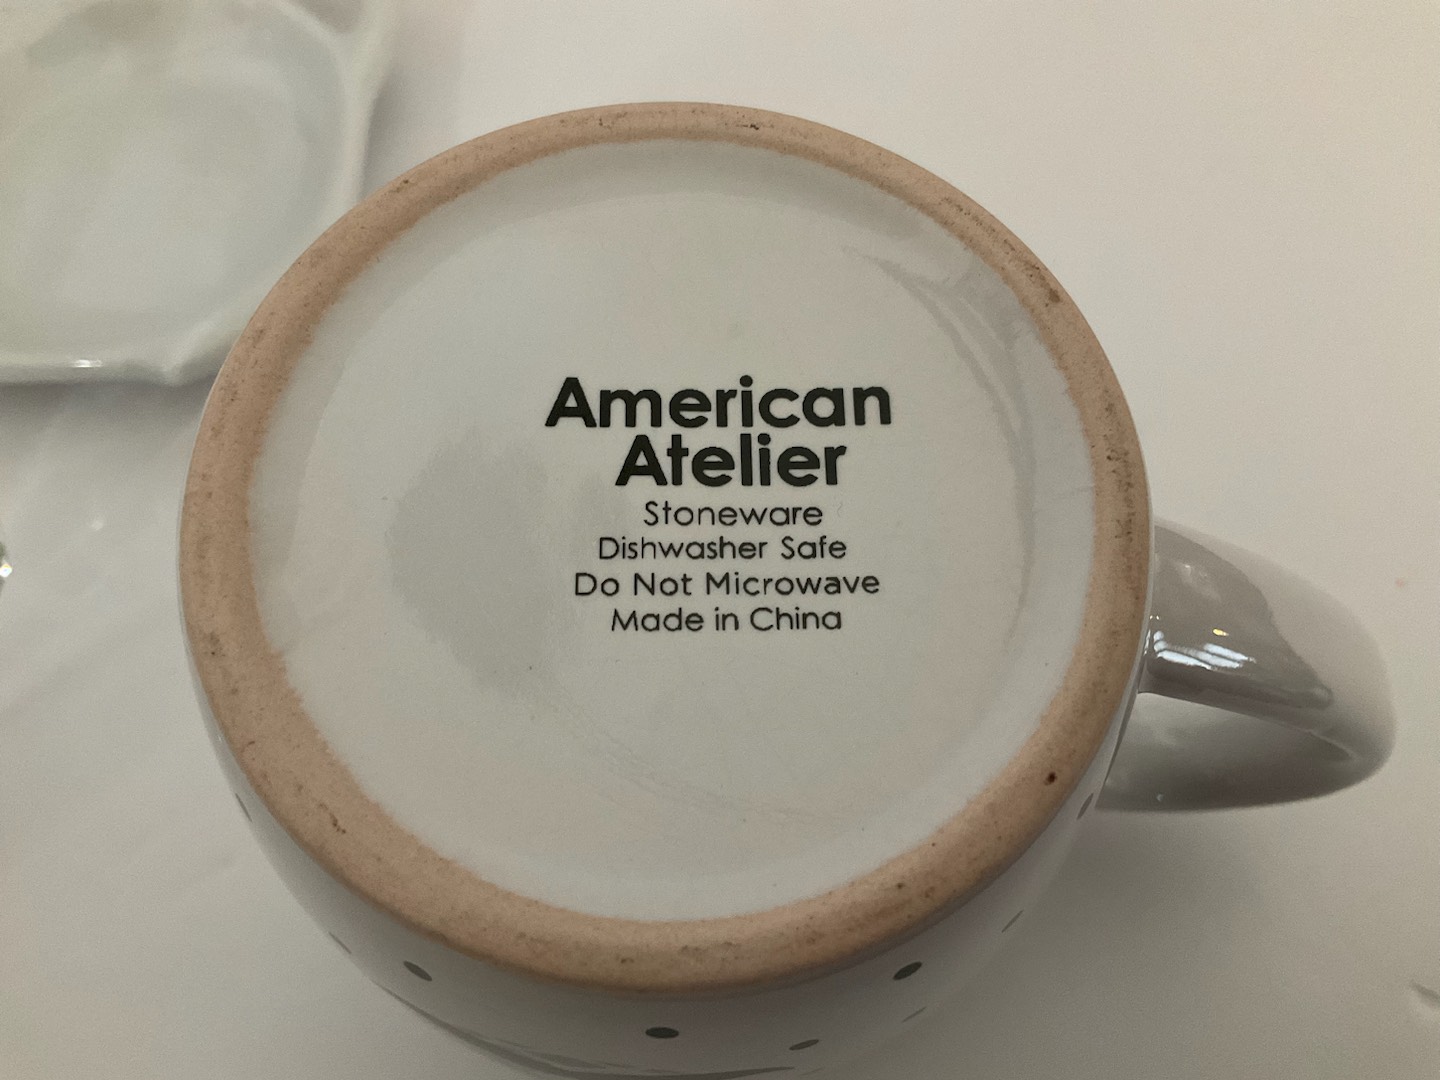 American
Atelier
Stoneware
Dishwasher Safe
Do Not Microwave
Made in China